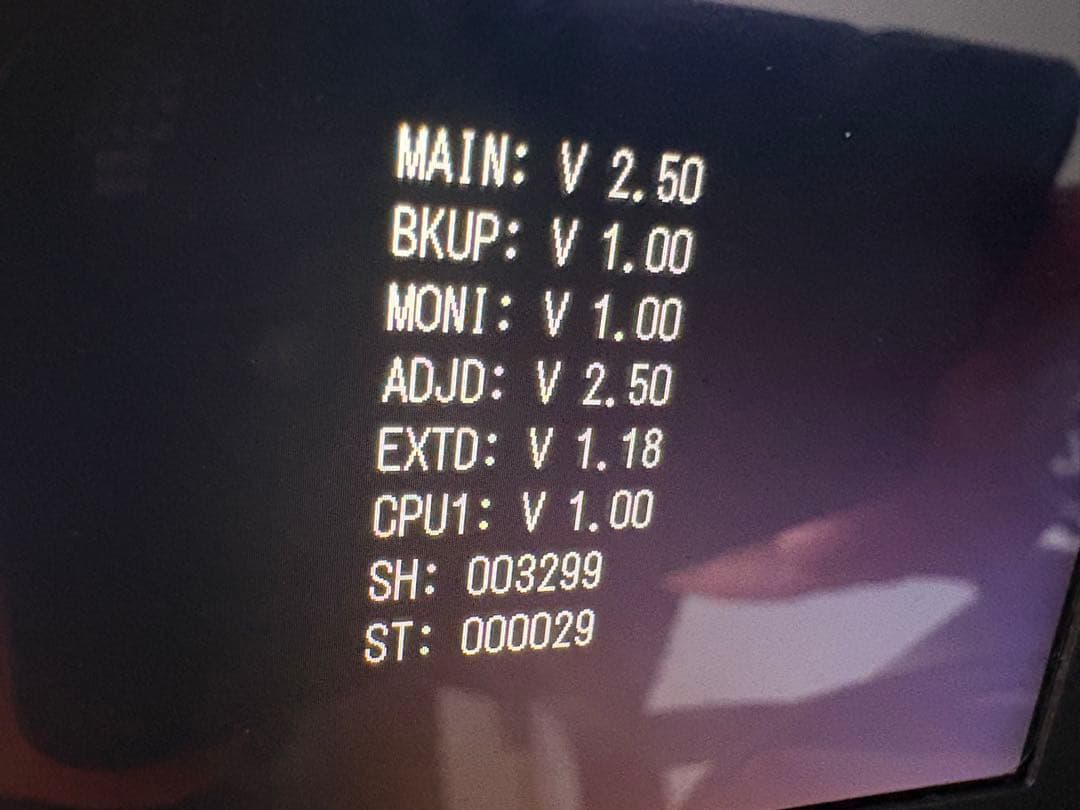 MAIN: V 2.50
BKUP: V 1.00
MONI: V 1.00
ADJD: V 2.50
EXTD: V 1.18
CPU1: V 1.00
SH: 003299
ST: 000029